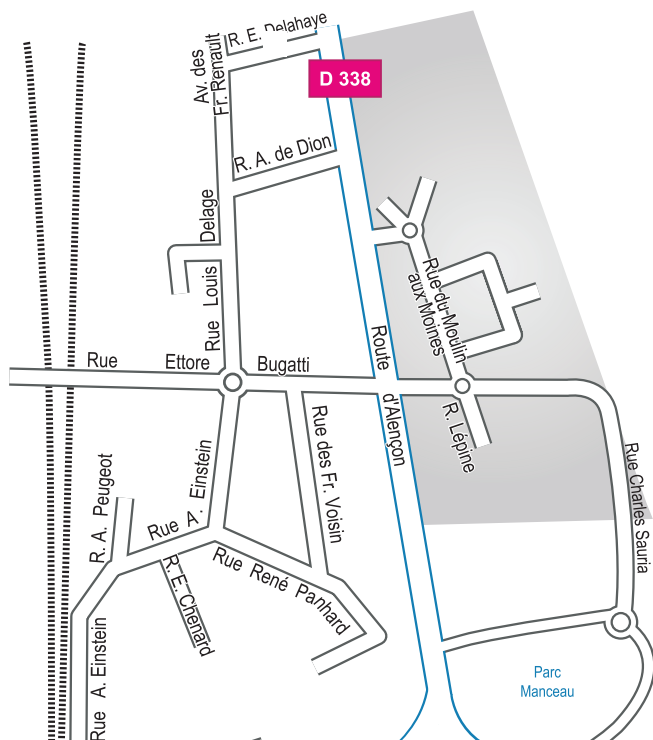 R. E. Delahaye
Av. des
Fr. Renault
D 338
R. A. de Dion
Rue Louis Delage
Rue du Moulin
aux Moines
Rue Ettore Bugatti
Route d'Alençon
R. Lépine
Rue des Fr. Voisin
Rue Charles Sauria
R. A. Peugeot
Rue A. Einstein
R. E. Chenard
Rue René Panhard
Rue A. Einstein
Parc
Manceau